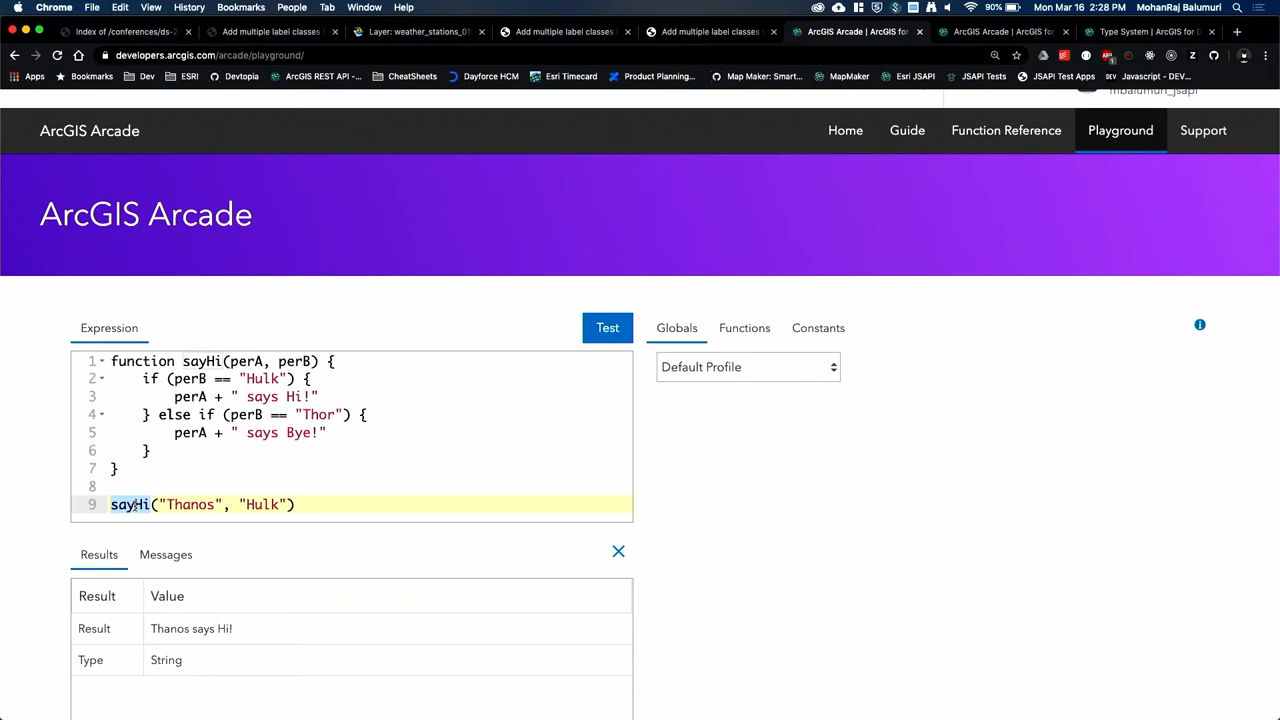 Chrome File Edit View History Bookmarks People Tab Window Help 90% Mon Mar 16 2:28 PM MohanRaj Balumuri
Index of /conferences/ds-2 Add multiple label classes t Layer: weather_stations_01 Add multiple label classes Add multiple label classes t ArcGIS Arcade | ArcGIS for ArcGIS Arcade | ArcGIS for Type System | ArcGIS for D
developers.arcgis.com/arcade/playground/
Apps Bookmarks Dev ESRI Devtopia ArcGIS REST API -... CheatSheets Dayforce HCM Esri Timecard Product Planning... Map Maker: Smart... MapMaker Esri JSAPI JSAPI Tests JSAPI Test Apps Javascript - DEV...
mbalumuri_jsapi
ArcGIS Arcade Home Guide Function Reference Playground Support
ArcGIS Arcade
Expression Test Globals Functions Constants
Default Profile
1 function sayHi(perA, perB) {
2 if (perB == "Hulk") {
3 perA + " says Hi!"
4 } else if (perB == "Thor") {
5 perA + " says Bye!"
6 }
7 }
8
9 sayHi("Thanos", "Hulk")
Results Messages
Result Value
Result Thanos says Hi!
Type String